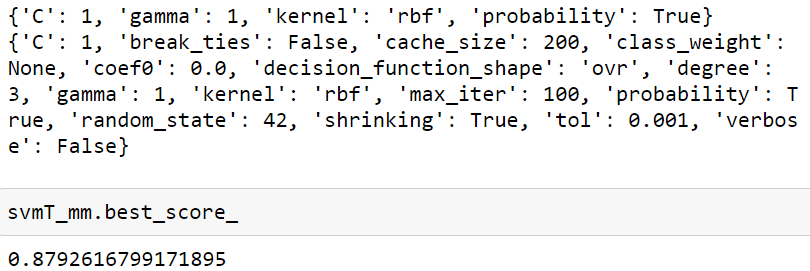 {'C': 1, 'gamma': 1, 'kernel': 'rbf', 'probability': True}
{'C': 1, 'break_ties': False, 'cache_size': 200, 'class_weight':
None, 'coef0': 0.0, 'decision_function_shape': 'ovr', 'degree':
3, 'gamma': 1, 'kernel': 'rbf', 'max_iter': 100, 'probability': T
rue, 'random_state': 42, 'shrinking': True, 'tol': 0.001, 'verbos
e': False}
svmT_mm.best_score_
0.8792616799171895